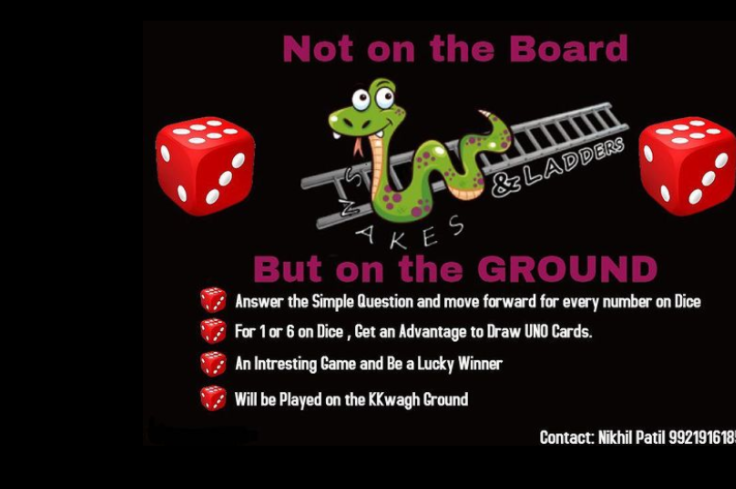 Not on the Board
SNAKES
& LADDERS
But on the GROUND
Answer the Simple Question and move forward for every number on Dice
For 1 or 6 on Dice , Get an Advantage to Draw UNO Cards.
An Intresting Game and Be a Lucky Winner
Will be Played on the KKwagh Ground
Contact: Nikhil Patil 9921916185